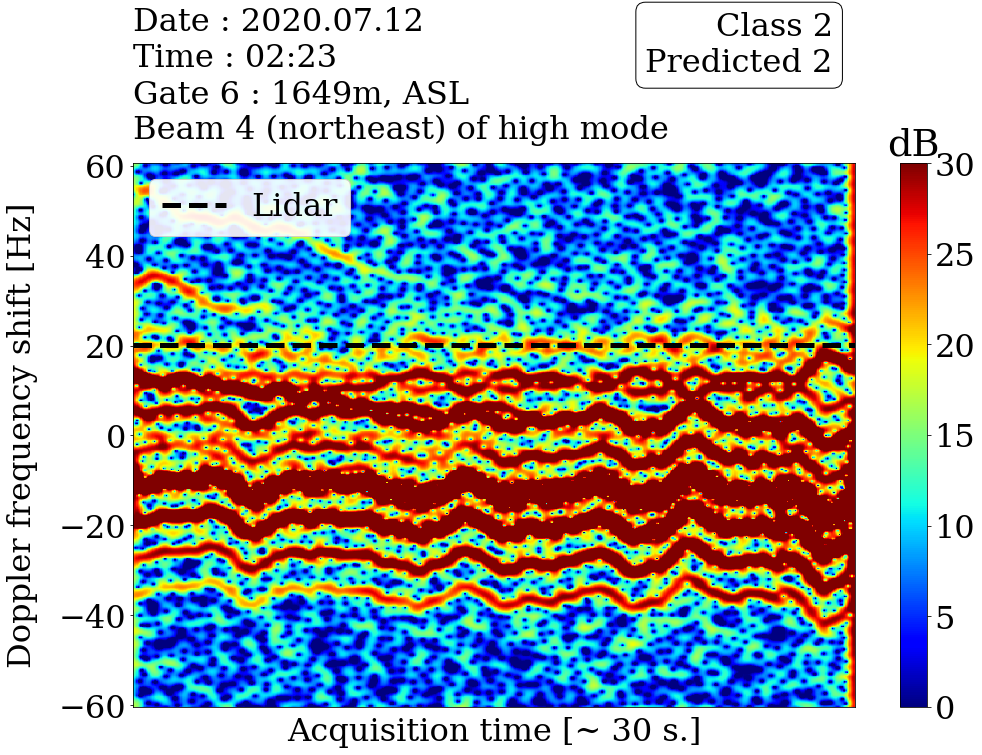 Date : 2020.07.12
Time : 02:23
Gate 6 : 1649m, ASL
Beam 4 (northeast) of high mode
Class 2
Predicted 2
dB
Lidar
Doppler frequency shift [Hz]
60
40
20
0
−20
−40
−60
30
25
20
15
10
5
0
Acquisition time [~ 30 s.]